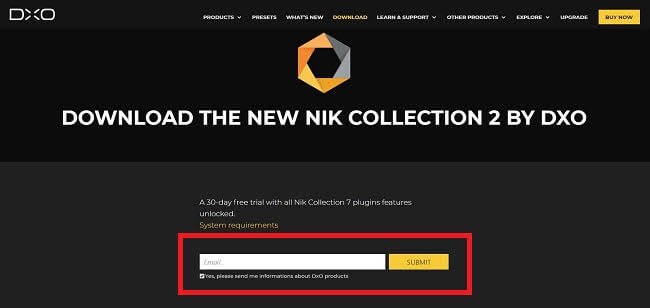 DXO PRODUCTS PRESETS WHAT'S NEW DOWNLOAD LEARN & SUPPORT OTHER PRODUCTS EXPLORE UPGRADE BUY NOW
DOWNLOAD THE NEW NIK COLLECTION 2 BY DXO
A 30-day free trial with all Nik Collection 7 plugins features
unlocked.
System requirements
Email... SUBMIT
Yes, please send me informations about DxO products